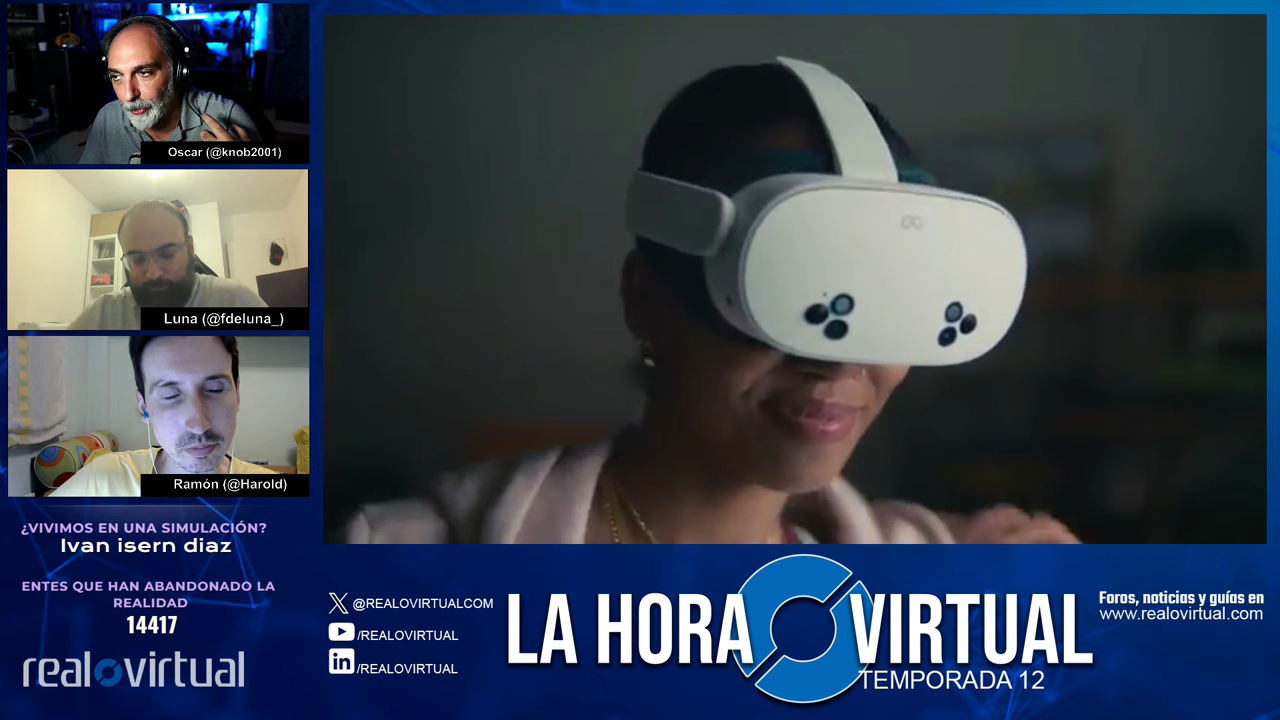 Oscar (@knob2001)
Luna (@fdeluna_)
Ramón (@Harold)
¿VIVIMOS EN UNA SIMULACIÓN?
Ivan isern diaz
ENTES QUE HAN ABANDONADO LA
REALIDAD
14417
realovirtual
@REALOVIRTUALCOM
/REALOVIRTUAL
/REALOVIRTUAL
LA HORA VIRTUAL
TEMPORADA 12
Foros, noticias y guías en
www.realovirtual.com